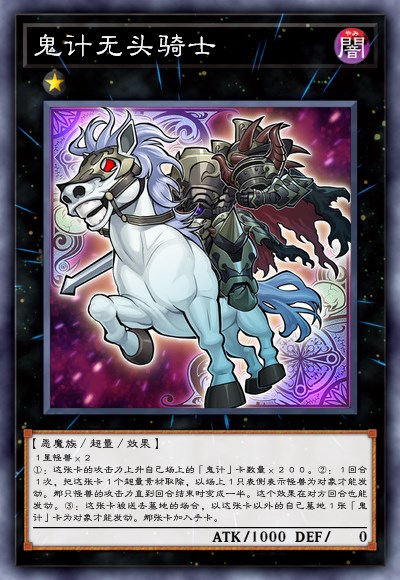 鬼计无头骑士
やみ
闇
【恶魔族／超量／效果】
1星怪兽×2
①：这张卡的攻击力上升自己场上的「鬼计」卡数量×200。②：1回合
1次，把这张卡1个超量素材取除，以场上1只表侧表示怪兽为对象才能发
动。那只怪兽的攻击力直到回合结束时变成一半。这个效果在对方回合也能
发动。③：这张卡被送去墓地的场合，以这张卡以外的自己墓地1张「鬼
计」卡为对象才能发动。那张卡加入手卡。
ATK/1000 DEF/ 0